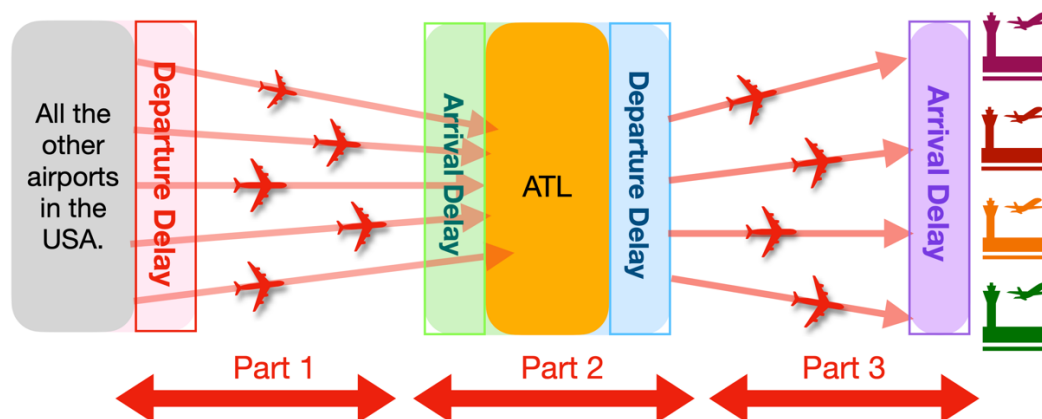 All the
other
airports
in the
USA.
Departure Delay
Arrival Delay
ATL
Departure Delay
Arrival Delay
Part 1
Part 2
Part 3